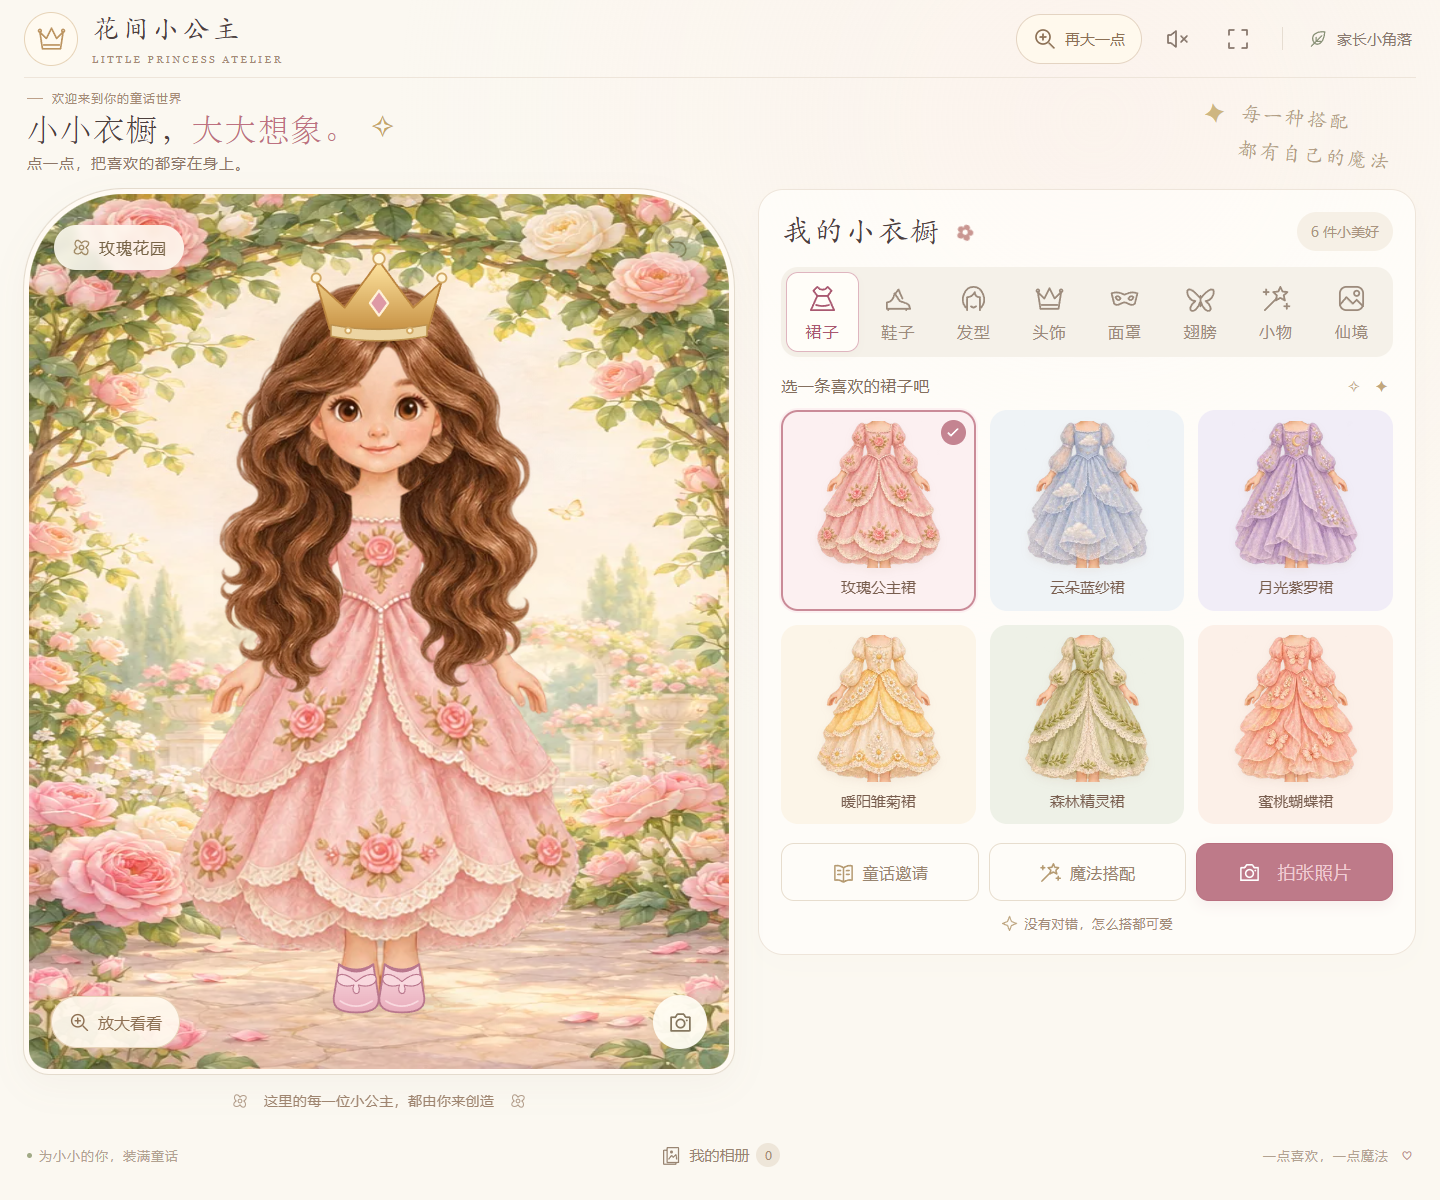 花间小公主
LITTLE PRINCESS ATELIER
再大一点
家长小角落
欢迎来到你的童话世界
小小衣橱，大大想象。
点一点，把喜欢的都穿在身上。
每一种搭配
都有自己的魔法
玫瑰花园
放大看看
这里的每一位小公主，都由你来创造
我的小衣橱
6 件小美好
裙子 鞋子 发型 头饰 面罩 翅膀 小物 仙境
选一条喜欢的裙子吧
玫瑰公主裙 云朵蓝纱裙 月光紫罗裙
暖阳雏菊裙 森林精灵裙 蜜桃蝴蝶裙
童话邀请 魔法搭配 拍张照片
没有对错，怎么搭都可爱
为小小的你，装满童话
我的相册 0
一点喜欢，一点魔法